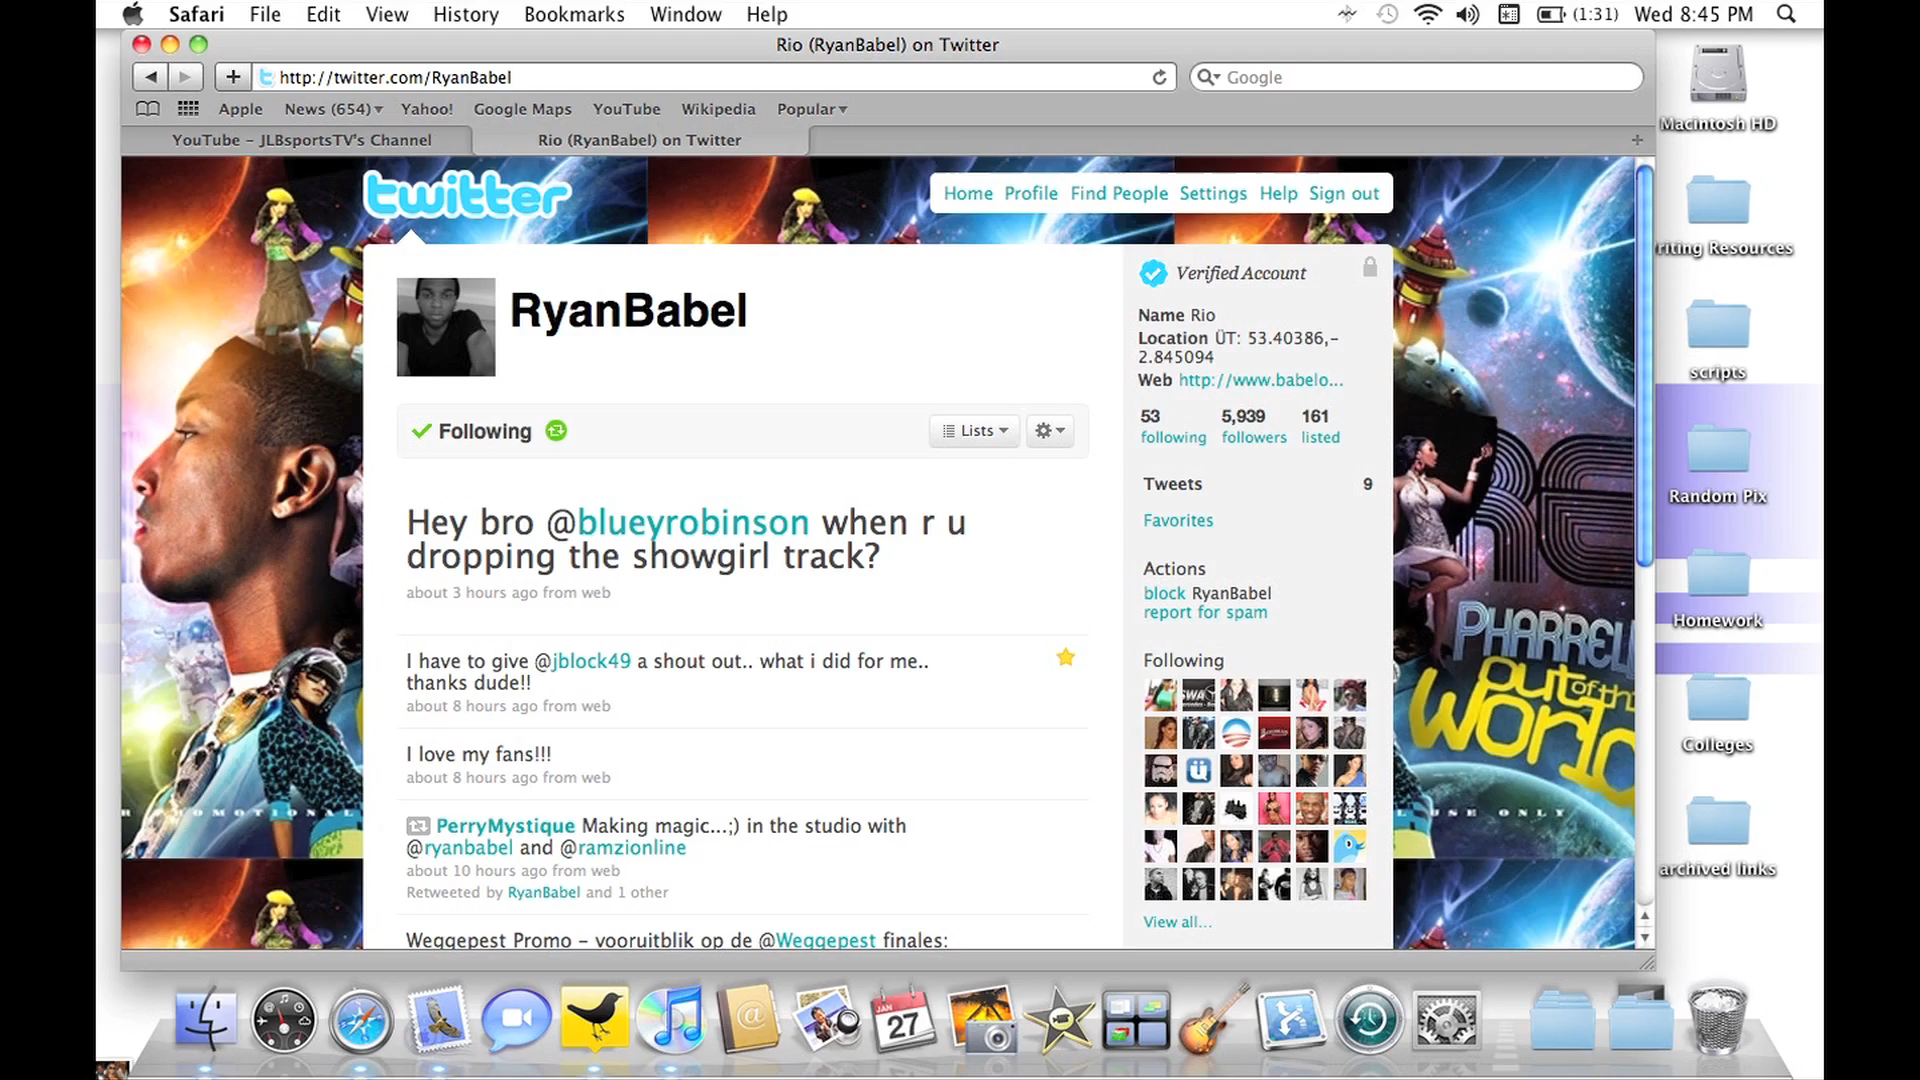 Safari File Edit View History Bookmarks Window Help
(1:31) Wed 8:45 PM
Rio (RyanBabel) on Twitter
http://twitter.com/RyanBabel
Google
Apple News (654) Yahoo! Google Maps YouTube Wikipedia Popular
YouTube – JLBsportsTV's Channel
Rio (RyanBabel) on Twitter
twitter
Home Profile Find People Settings Help Sign out
RyanBabel
Following
Lists
Hey bro @blueyrobinson when r u
dropping the showgirl track?
about 3 hours ago from web
I have to give @jblock49 a shout out.. what i did for me..
thanks dude!!
about 8 hours ago from web
I love my fans!!!
about 8 hours ago from web
PerryMystique Making magic...;) in the studio with
@ryanbabel and @ramzionline
about 10 hours ago from web
Retweeted by RyanBabel and 1 other
Weggepest Promo – vooruitblik op de @Weggepest finales:
Verified Account
Name Rio
Location ÜT: 53.40386,-
2.845094
Web http://www.babelo...
53 5,939 161
following followers listed
Tweets 9
Favorites
Actions
block RyanBabel
report for spam
Following
SWA
View all...
PHARRELL
out of th
World
R PROMOTIONAL
USE ONLY
Macintosh HD
riting Resources
scripts
Random Pix
Homework
Colleges
archived links
JAN
27